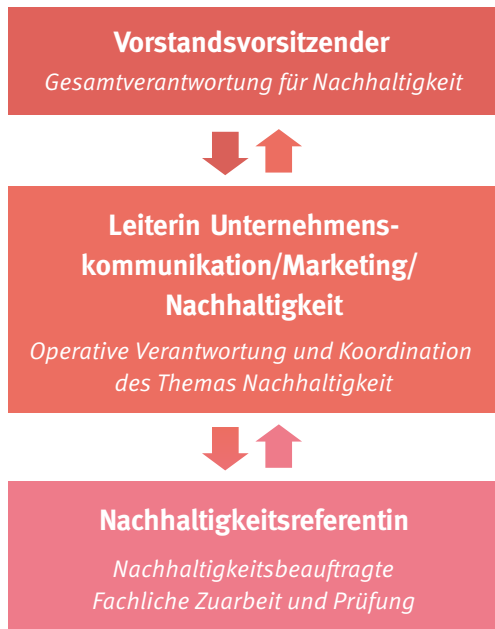 Vorstandsvorsitzender
Gesamtverantwortung für Nachhaltigkeit
Leiterin Unternehmens-
kommunikation/Marketing/
Nachhaltigkeit
Operative Verantwortung und Koordination
des Themas Nachhaltigkeit
Nachhaltigkeitsreferentin
Nachhaltigkeitsbeauftragte
Fachliche Zuarbeit und Prüfung